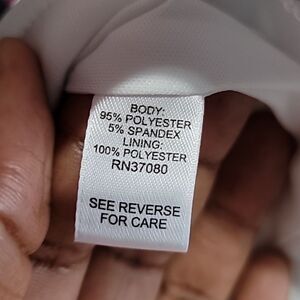 BODY:
95% POLYESTER
5% SPANDEX
LINING:
100% POLYESTER
RN37080
SEE REVERSE
FOR CARE